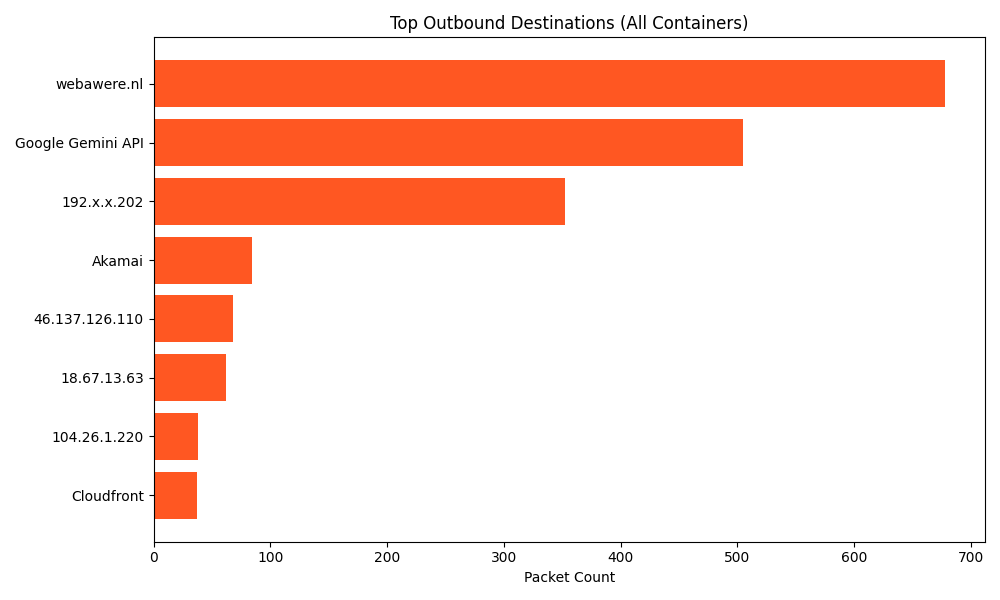 Top Outbound Destinations (All Containers)
webawere.nl
Google Gemini API
192.x.x.202
Akamai
46.137.126.110
18.67.13.63
104.26.1.220
Cloudfront
0 100 200 300 400 500 600 700
Packet Count